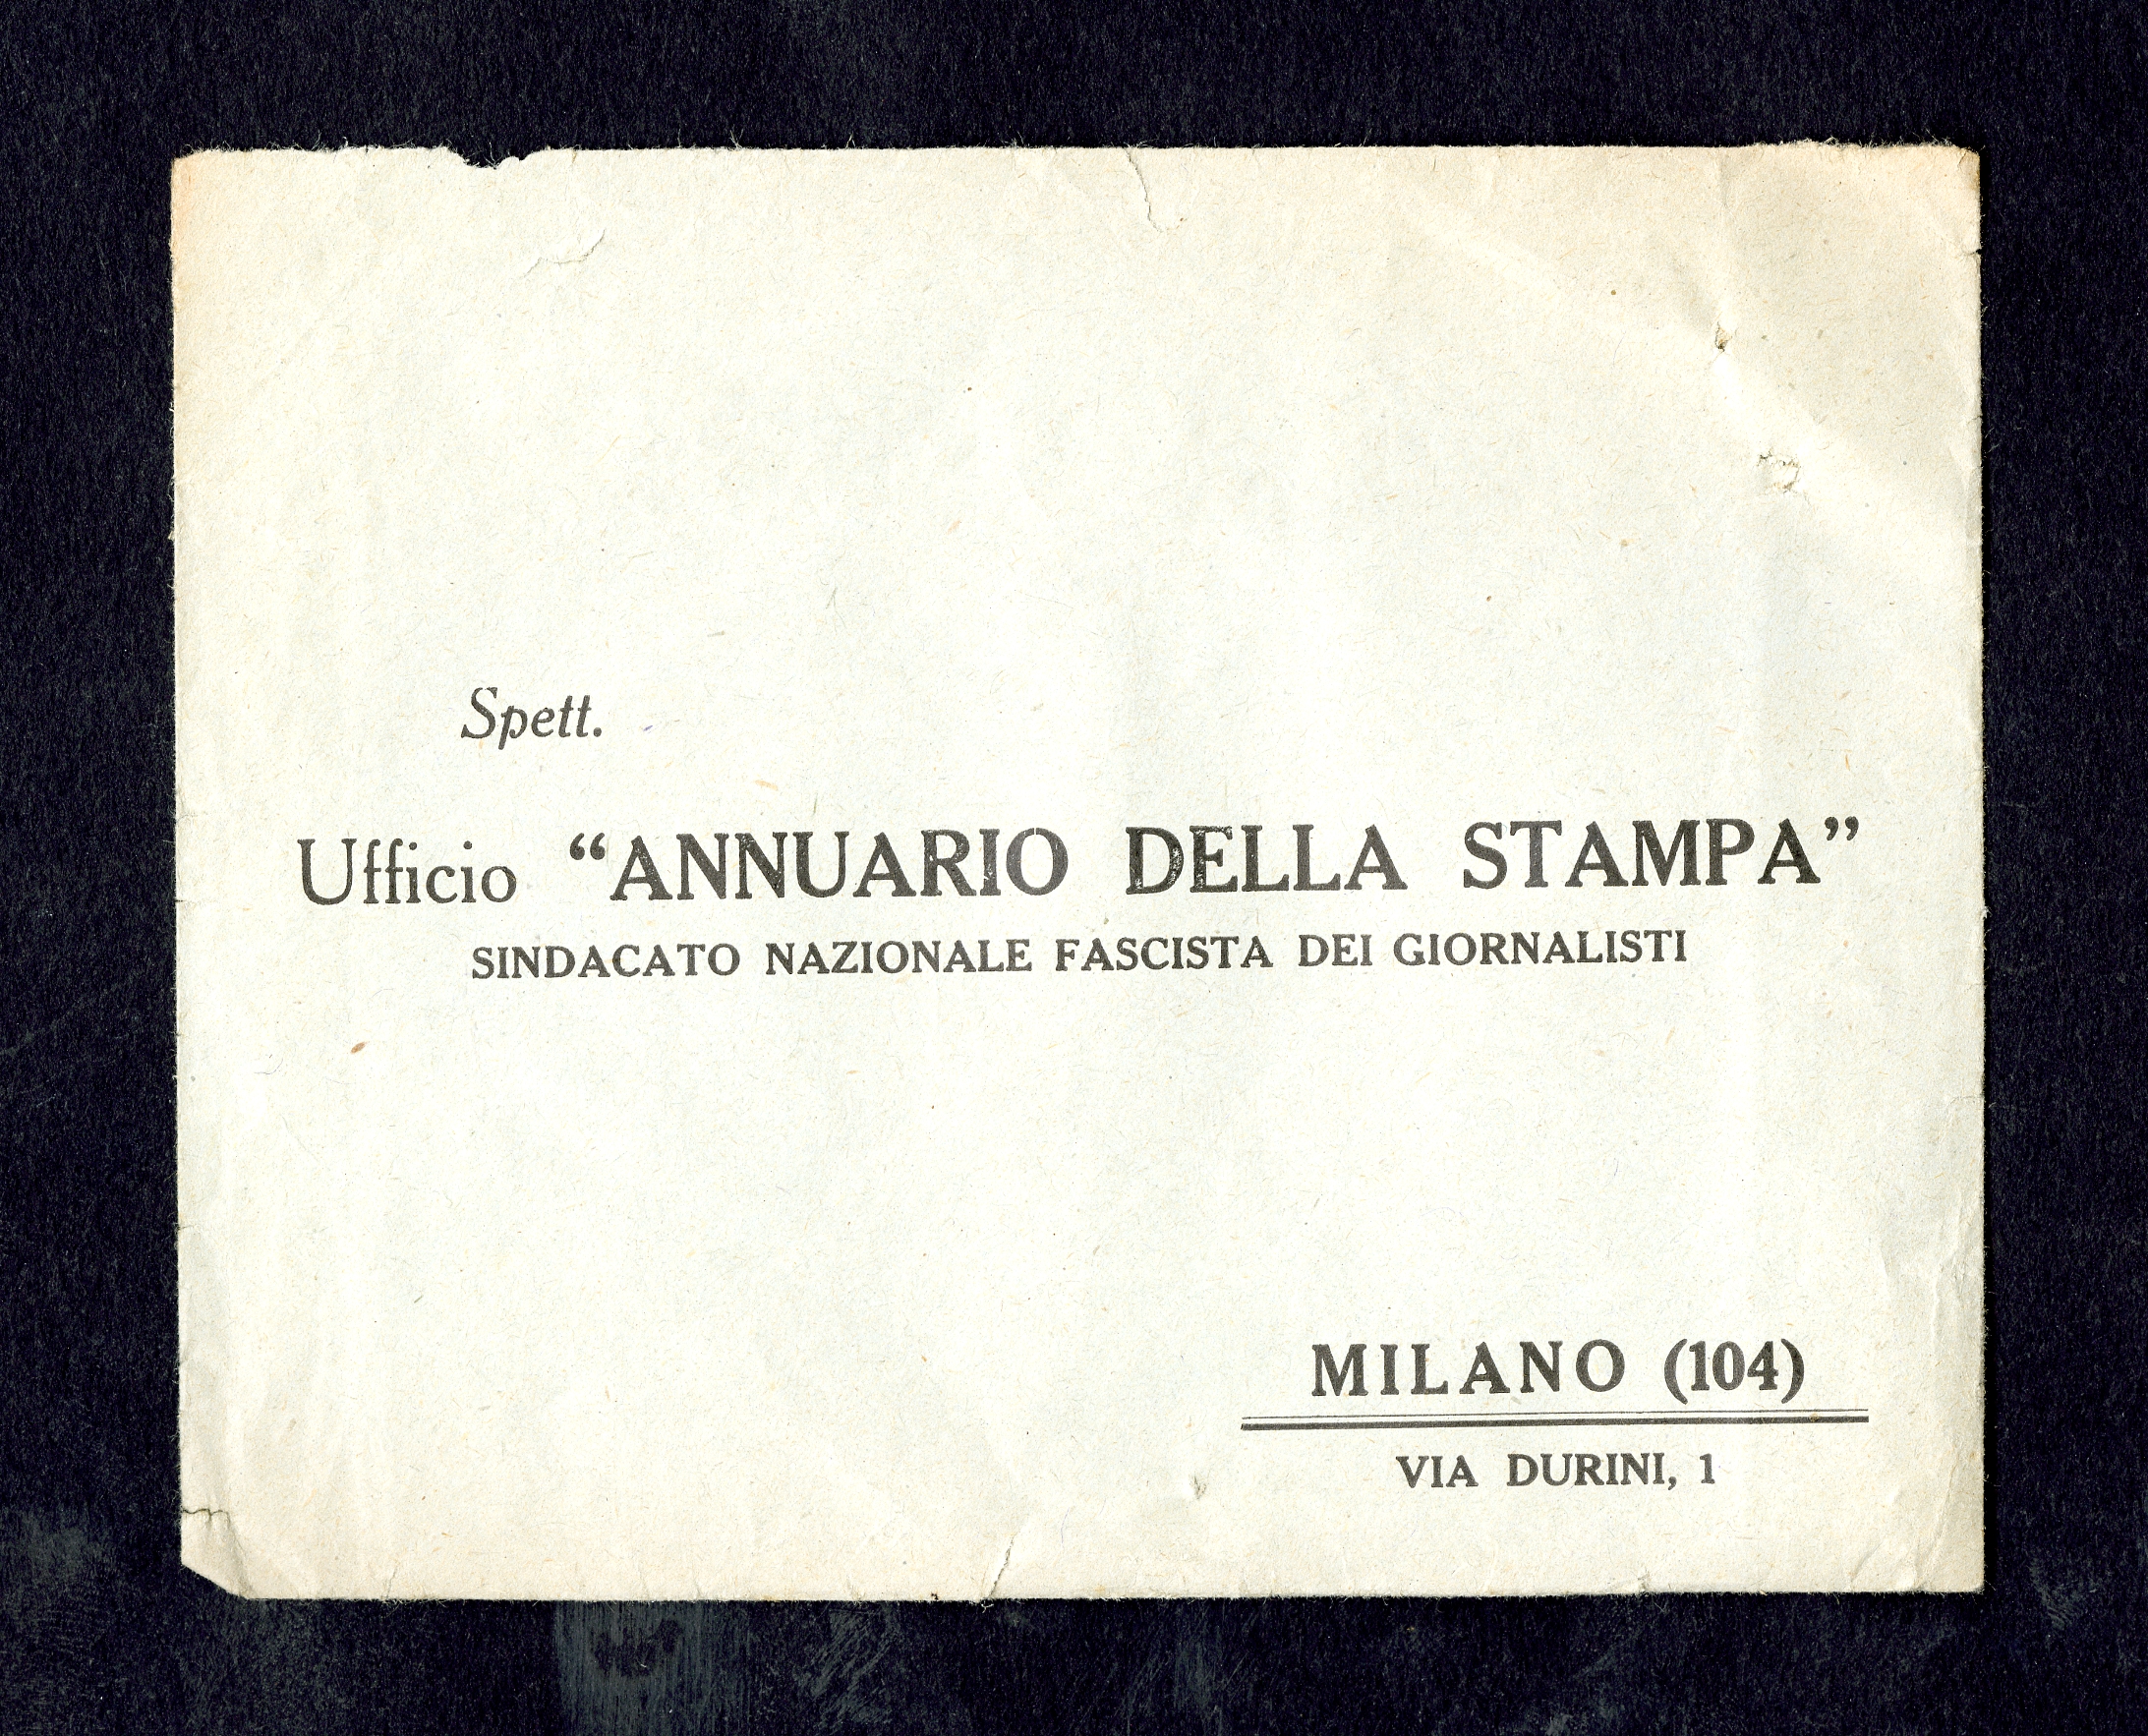 Spett.
Ufficio “ANNUARIO DELLA STAMPA”
SINDACATO NAZIONALE FASCISTA DEI GIORNALISTI
MILANO (104)
VIA DURINI, 1